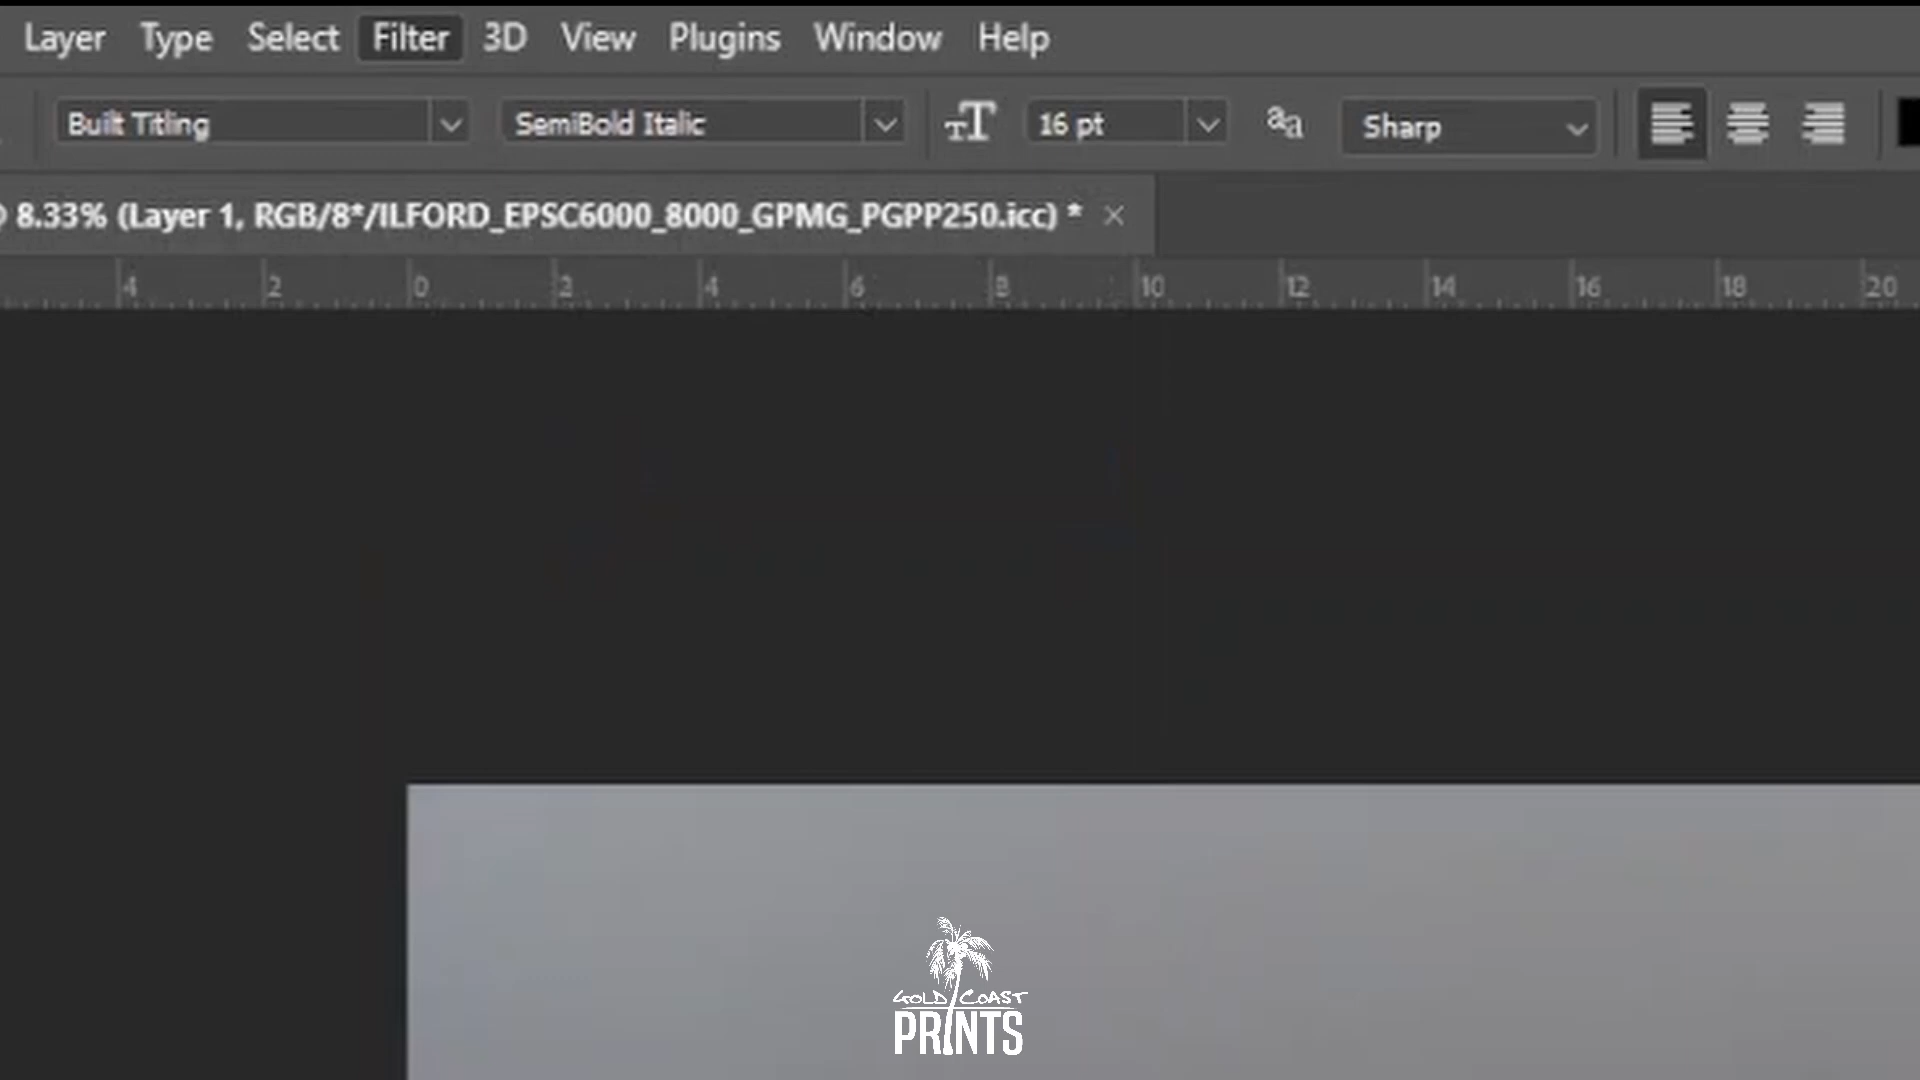 Layer Type Select Filter 3D View Plugins Window Help
Built Titling SemiBold Italic 16 pt Sharp
8.33% (Layer 1, RGB/8*/ILFORD_EPSC6000_8000_GPMG_PGPP250.icc) *
4 2 0 2 4 6 8 10 12 14 16 18 20
GOLD COAST
PRINTS